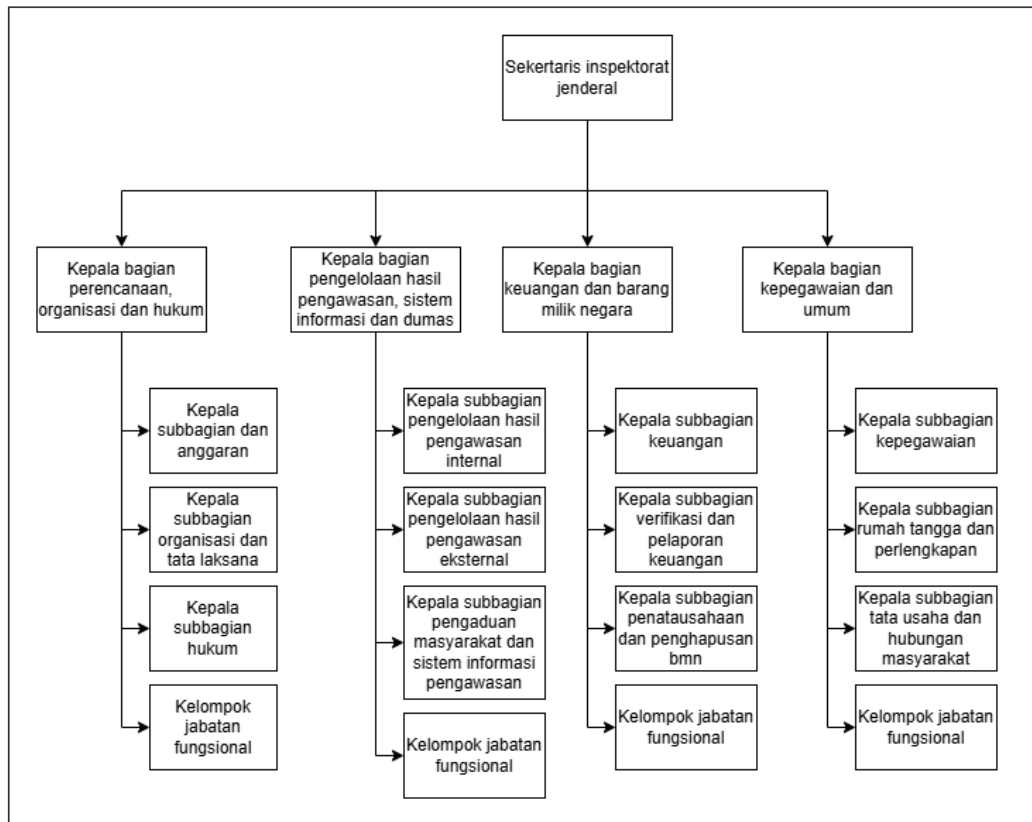 Sekertaris inspektorat
jenderal
Kepala bagian
perencanaan,
organisasi dan hukum
Kepala bagian
pengelolaan hasil
pengawasan, sistem
informasi dan dumas
Kepala bagian
keuangan dan barang
milik negara
Kepala bagian
kepegawaian dan
umum
Kepala
subbagian dan
anggaran
Kepala
subbagian
organisasi dan
tata laksana
Kepala
subbagian
hukum
Kelompok
jabatan
fungsional
Kepala subbagian
pengelolaan hasil
pengawasan
internal
Kepala subbagian
pengelolaan hasil
pengawasan
eksternal
Kepala subbagian
pengaduan
masyarakat dan
sistem informasi
pengawasan
Kelompok jabatan
fungsional
Kepala subbagian
keuangan
Kepala subbagian
verifikasi dan
pelaporan
keuangan
Kepala subbagian
penatausahaan
dan penghapusan
bmn
Kelompok jabatan
fungsional
Kepala subbagian
kepegawaian
Kepala subbagian
rumah tangga dan
perlengkapan
Kepala subbagian
tata usaha dan
hubungan
masyarakat
Kelompok jabatan
fungsional